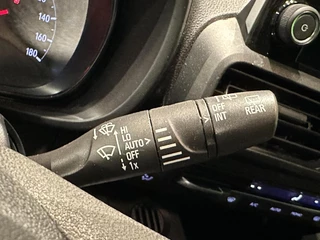 140
160
180
HI
LO
AUTO
OFF
1x
OFF
INT
REAR